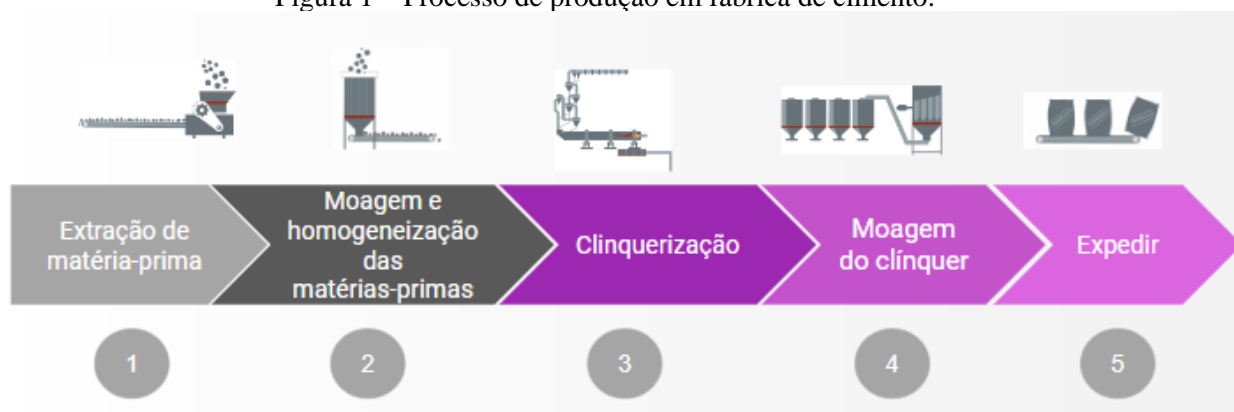 Figura 1 – Processo de produção em fábrica de cimento.
Extração de
matéria-prima
Moagem e
homogeneização
das
matérias-primas
Clinquerização
Moagem
do clínquer
Expedir
1
2
3
4
5